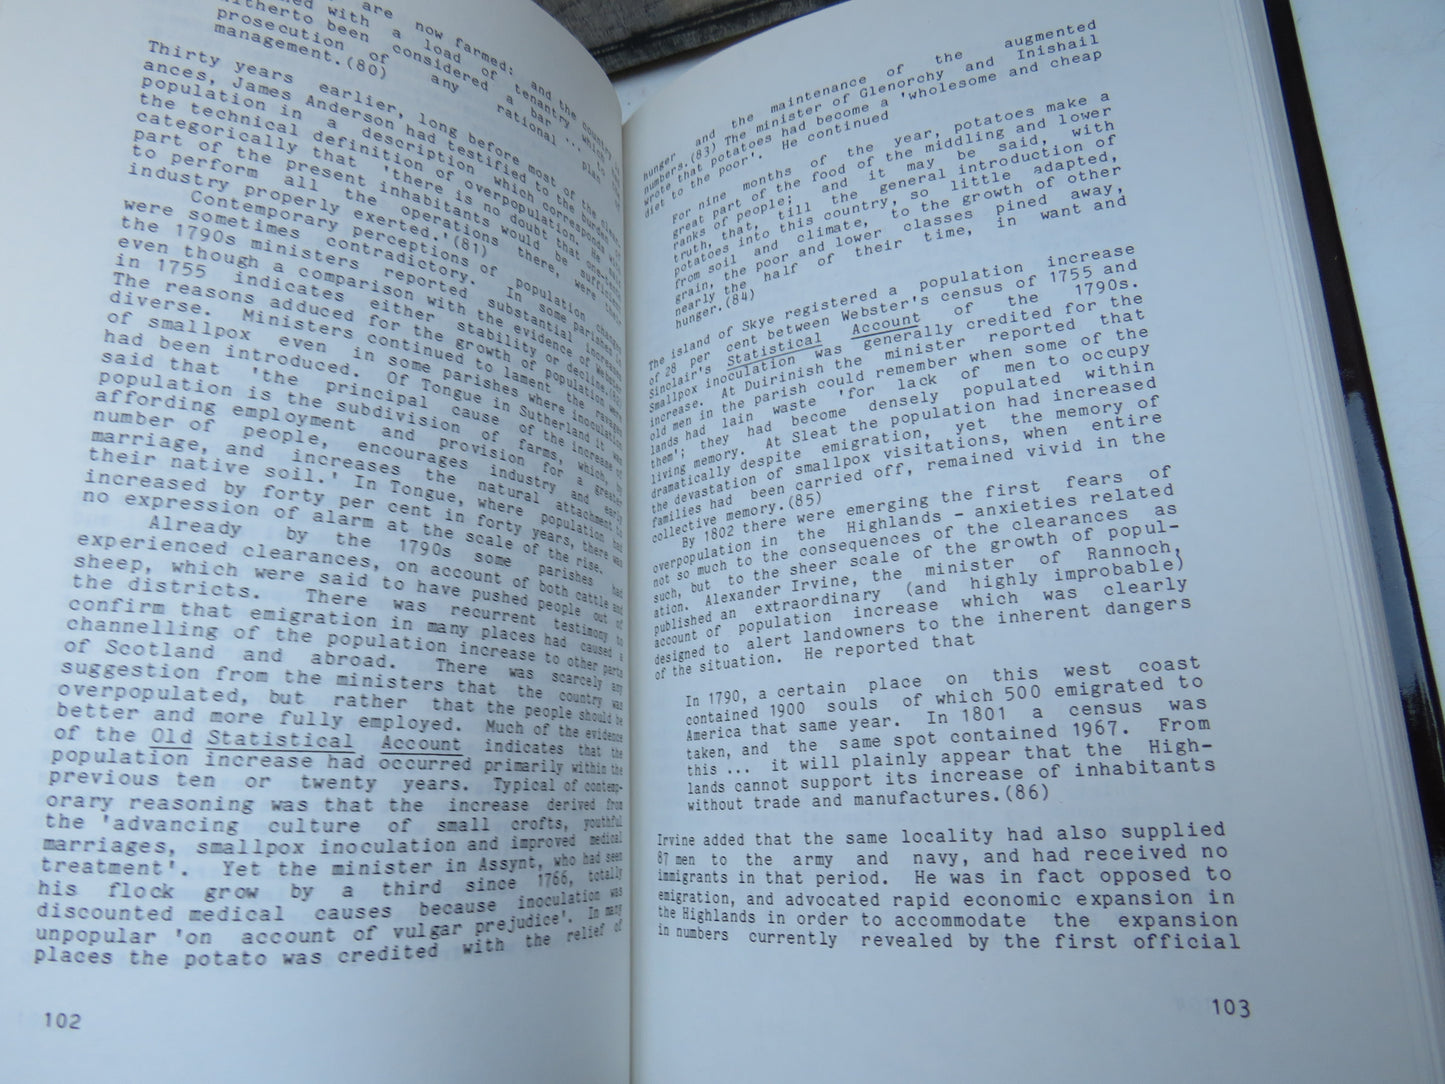 are now farmed: and the country,
with a load of tenantry which has
hitherto been considered a bar to the
prosecution of any rational ... plan of
management.(80)
Thirty years earlier, long before most of the clear-
ances, James Anderson had testified to the burden of
population in a description which corresponds with
the technical definition of overpopulation. He said
categorically that 'there is no doubt that one-tenth
part of the present inhabitants would be sufficient
to perform all the operations there, were their
industry properly exerted.'(81)
Contemporary perceptions of population change
were sometimes contradictory. In some parishes in
the 1790s ministers reported substantial increases
even though a comparison with the evidence of Webster
in 1755 indicates either stability or decline.(82)
The reasons adduced for the growth of population were
diverse. Ministers continued to lament the ravages
of smallpox even in some parishes where inoculation
had been introduced. Of Tongue in Sutherland it was
said that 'the principal cause of the increase of
population is the subdivision of farms, which, by
affording employment and provision for a greater
number of people, encourages industry and early
marriage, and increases the natural attachment to
their native soil.' In Tongue, where population had
increased by forty per cent in forty years, there was
no expression of alarm at the scale of the rise.
Already by the 1790s some parishes had
experienced clearances, on account of both cattle and
sheep, which were said to have pushed people out of
the districts. There was recurrent testimony to
confirm that emigration in many places had caused a
channelling of the population increase to other parts
of Scotland and abroad. There was scarcely any
suggestion from the ministers that the country was
overpopulated, but rather that the people should be
better and more fully employed. Much of the evidence
of the Old Statistical Account indicates that the
population increase had occurred primarily within the
previous ten or twenty years. Typical of contemp-
orary reasoning was that the increase derived from
the 'advancing culture of small crofts, youthful
marriages, smallpox inoculation and improved medical
treatment'. Yet the minister in Assynt, who had seen
his flock grow by a third since 1766, totally
discounted medical causes because inoculation was
unpopular 'on account of vulgar prejudice'. In many
places the potato was credited with the relief of
102
hunger and the maintenance of the augmented
numbers.(83) The minister of Glenorchy and Inishail
wrote that potatoes had become a 'wholesome and cheap
diet to the poor'. He continued
For nine months of the year, potatoes make a
great part of the food of the middling and lower
ranks of people; and it may be said, with
truth, that, till the general introduction of
potatoes into this country, so little adapted,
from soil and climate, to the growth of other
grain, the poor and lower classes pined away,
nearly the half of their time, in want and
hunger.(84)
The island of Skye registered a population increase
of 28 per cent between Webster's census of 1755 and
Sinclair's Statistical Account of the 1790s.
Smallpox inoculation was generally credited for the
increase. At Duirinish the minister reported that
old men in the parish could remember when some of the
lands had lain waste 'for lack of men to occupy
them'; they had become densely populated within
living memory. At Sleat the population had increased
dramatically despite emigration, yet the memory of
the devastation of smallpox visitations, when entire
families had been carried off, remained vivid in the
collective memory.(85)
By 1802 there were emerging the first fears of
overpopulation in the Highlands - anxieties related
not so much to the consequences of the clearances as
such, but to the sheer scale of the growth of popul-
ation. Alexander Irvine, the minister of Rannoch,
published an extraordinary (and highly improbable)
account of population increase which was clearly
designed to alert landowners to the inherent dangers
of the situation. He reported that
In 1790, a certain place on this west coast
contained 1900 souls of which 500 emigrated to
America that same year. In 1801 a census was
taken, and the same spot contained 1967. From
this ... it will plainly appear that the High-
lands cannot support its increase of inhabitants
without trade and manufactures.(86)
Irvine added that the same locality had also supplied
87 men to the army and navy, and had received no
immigrants in that period. He was in fact opposed to
emigration, and advocated rapid economic expansion in
the Highlands in order to accommodate the expansion
in numbers currently revealed by the first official
103